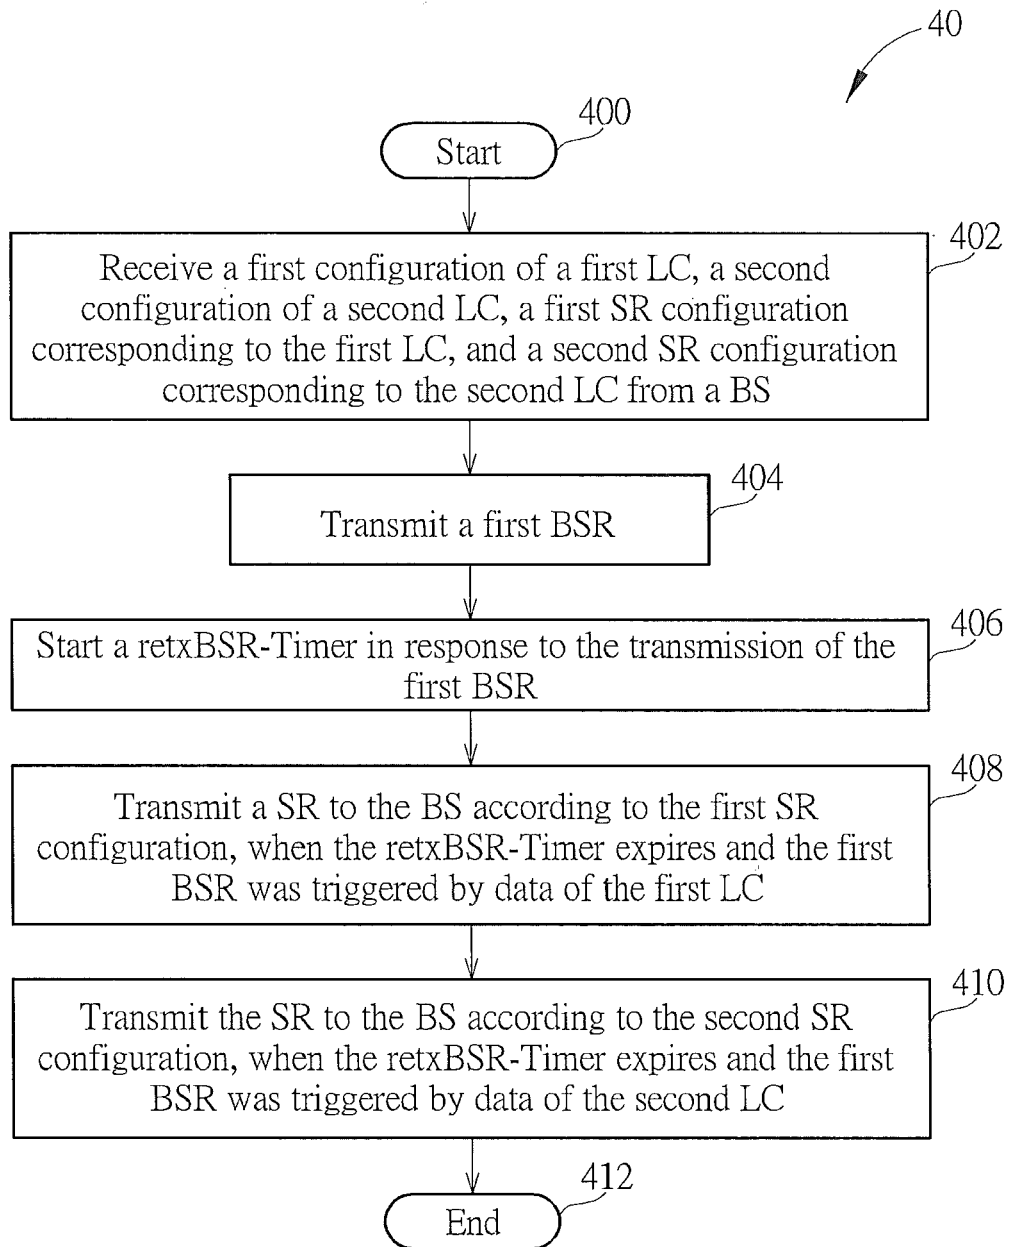 40
400
Start
402
Receive a first configuration of a first LC, a second
configuration of a second LC, a first SR configuration
corresponding to the first LC, and a second SR configuration
corresponding to the second LC from a BS
404
Transmit a first BSR
406
Start a retxBSR-Timer in response to the transmission of the
first BSR
408
Transmit a SR to the BS according to the first SR
configuration, when the retxBSR-Timer expires and the first
BSR was triggered by data of the first LC
410
Transmit the SR to the BS according to the second SR
configuration, when the retxBSR-Timer expires and the first
BSR was triggered by data of the second LC
412
End